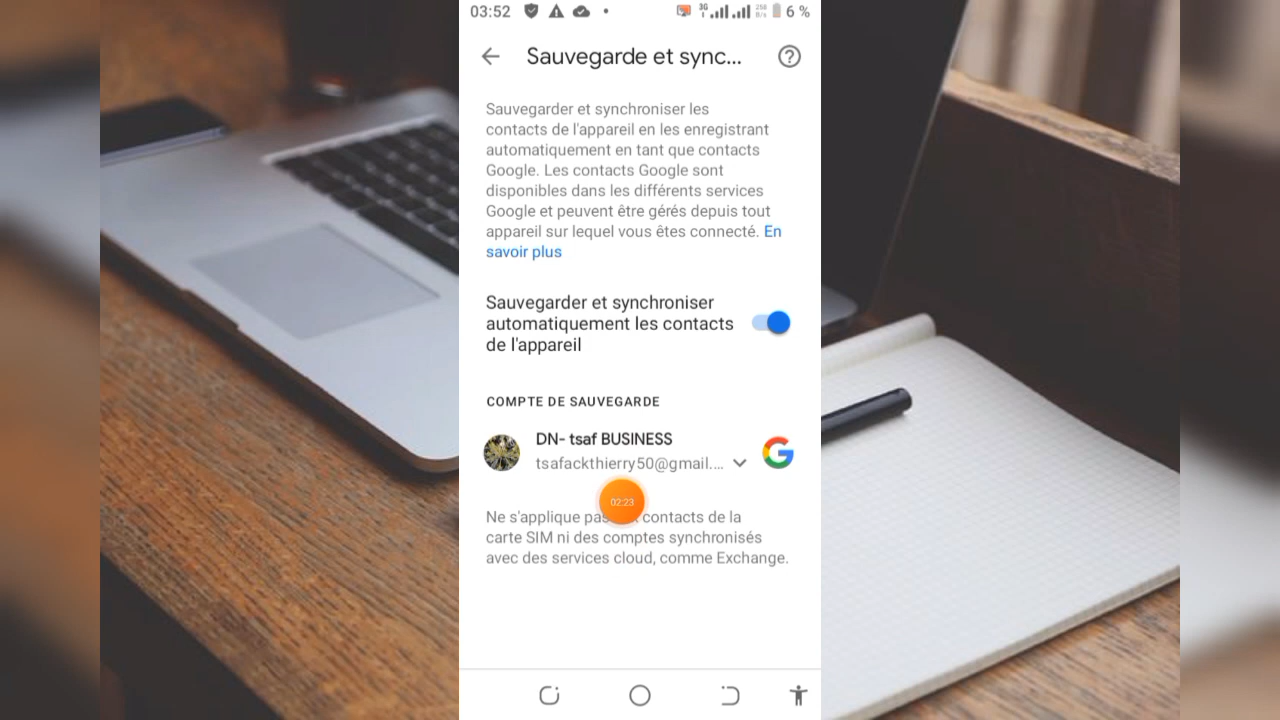 03:52
3G
6 %
Sauvegarde et sync...
Sauvegarder et synchroniser les
contacts de l'appareil en les enregistrant
automatiquement en tant que contacts
Google. Les contacts Google sont
disponibles dans les différents services
Google et peuvent être gérés depuis tout
appareil sur lequel vous êtes connecté. En
savoir plus
Sauvegarder et synchroniser
automatiquement les contacts
de l'appareil
COMPTE DE SAUVEGARDE
DN- tsaf BUSINESS
tsafackthierry50@gmail....
02:23
Ne s'applique pas contacts de la
carte SIM ni des comptes synchronisés
avec des services cloud, comme Exchange.